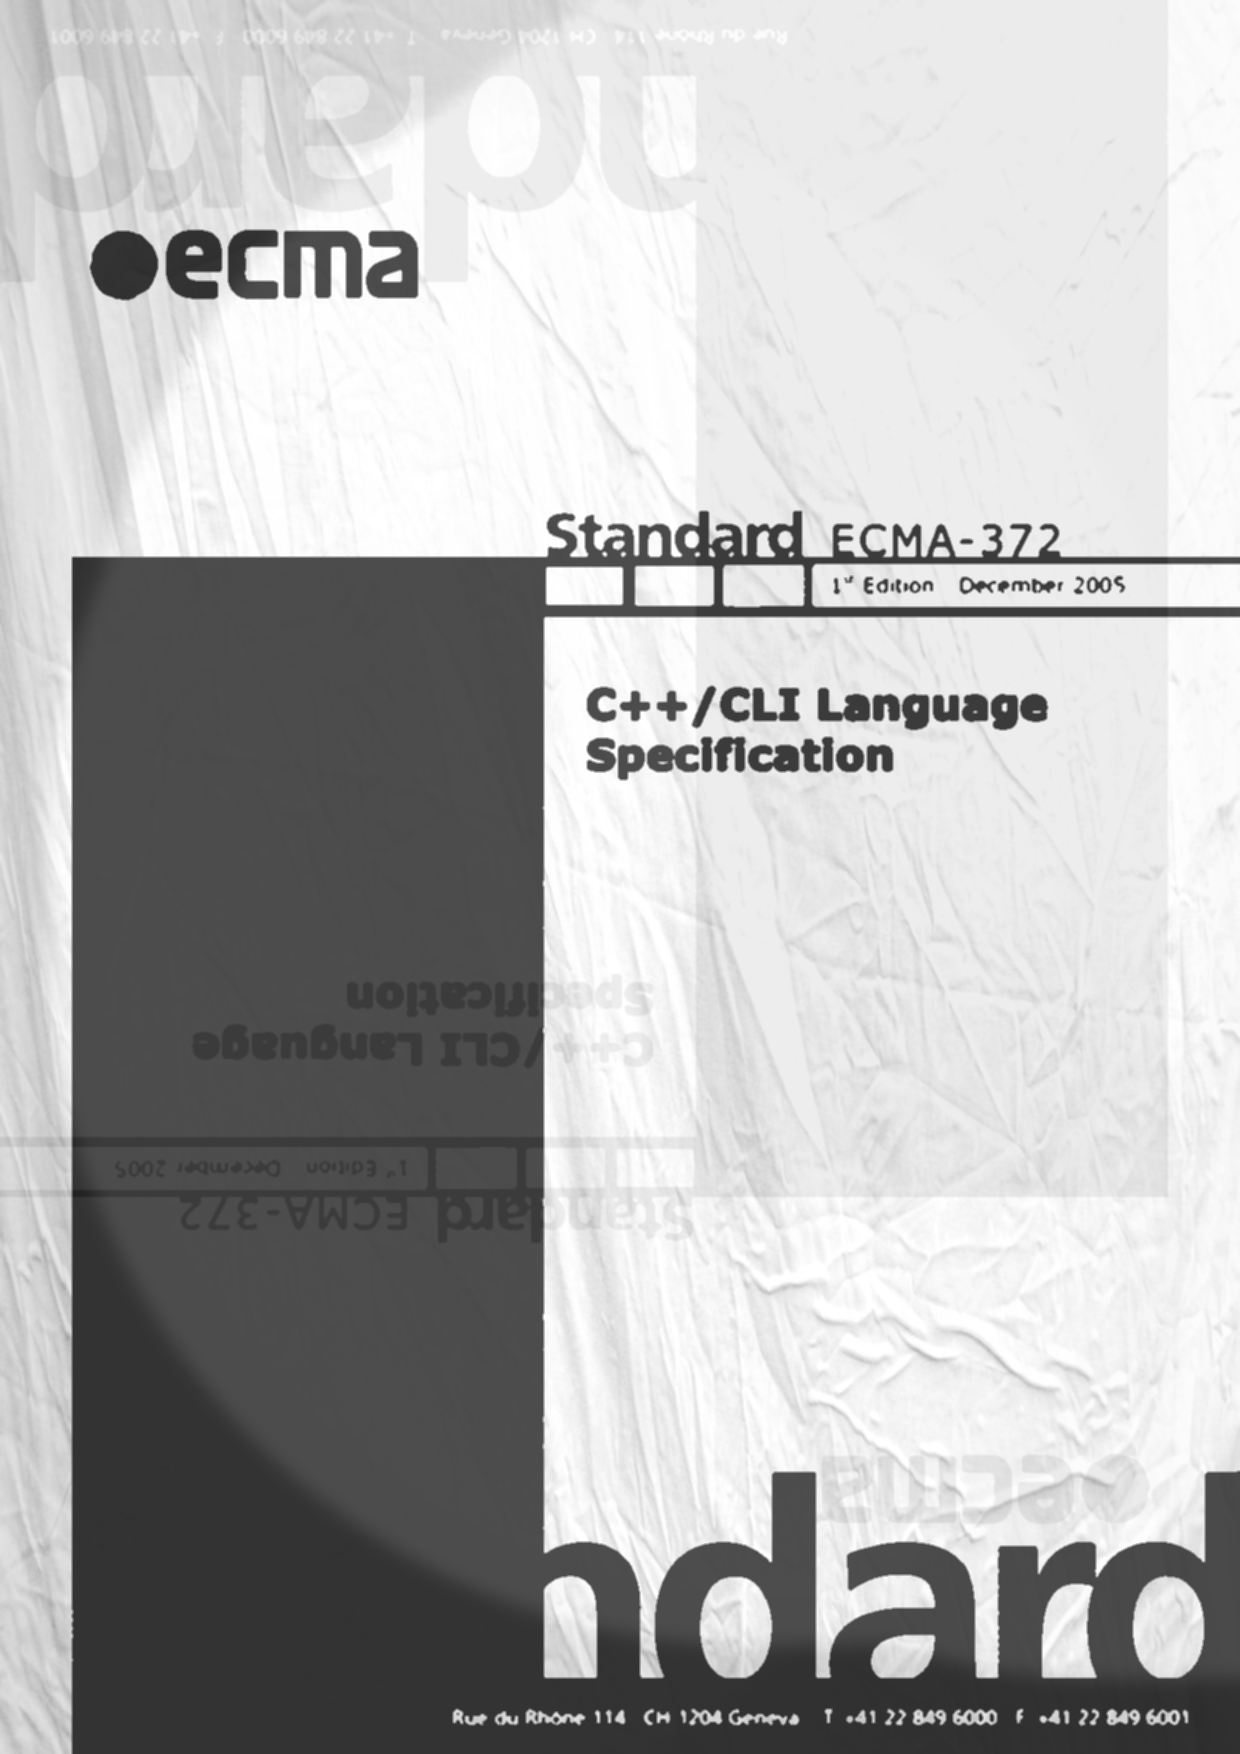 ecma
Standard ECMA-372
1st Edition December 2005
C++/CLI Language
Specification
ndard
Rue du Rhône 114 CH 1204 Geneva T +41 22 849 6000 F +41 22 849 6001